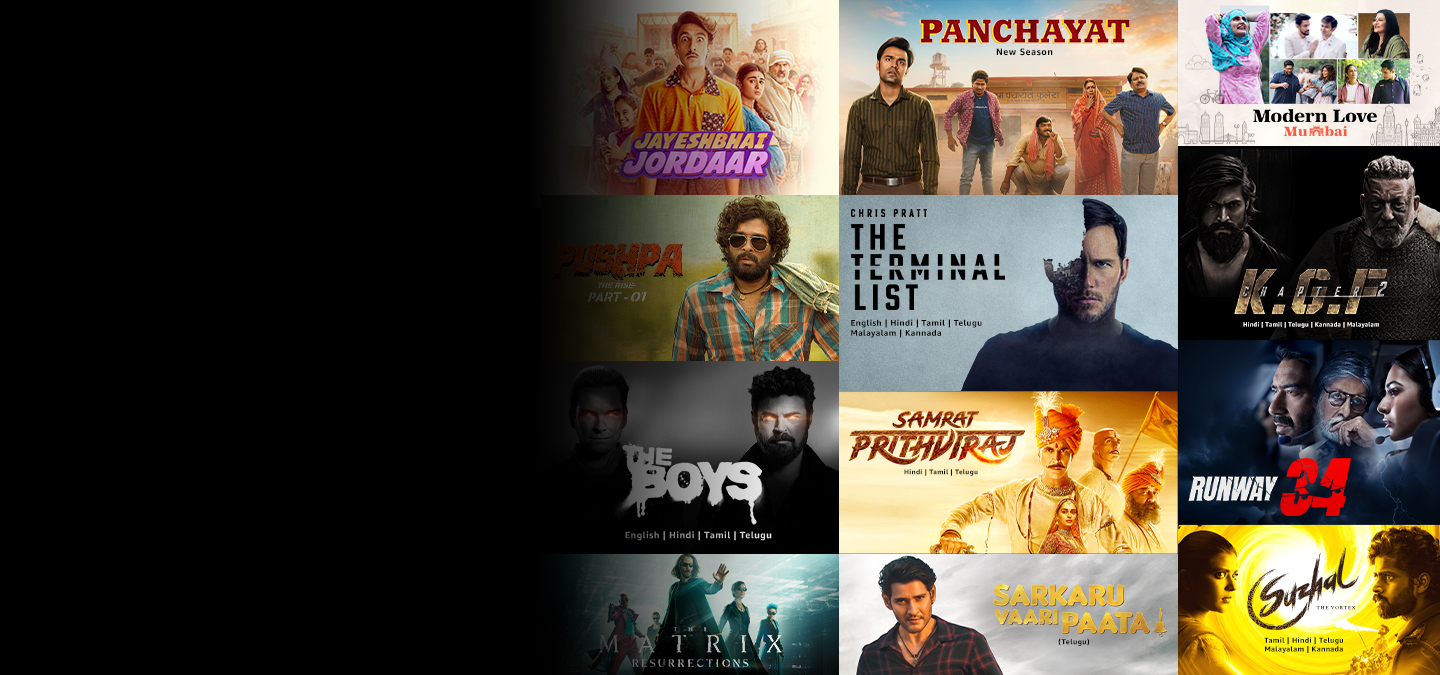 JAYESHBHAI
JORDAAR
PUSHPA
THE RISE
PART - 01
THE
BOYS
English | Hindi | Tamil | Telugu
THE
MATRIX
RESURRECTIONS
PANCHAYAT
New Season
CHRIS PRATT
THE
TERMINAL
LIST
English | Hindi | Tamil | Telugu
Malayalam | Kannada
SAMRAT
PRITHVIRAJ
Hindi | Tamil | Telugu
SARKARU
VAARI PAATA
(Telugu)
Modern Love
Mumbai
K.G.F
CHAPTER 2
Hindi | Tamil | Telugu | Kannada | Malayalam
RUNWAY 34
Suzhal
THE VORTEX
Tamil | Hindi | Telugu
Malayalam | Kannada